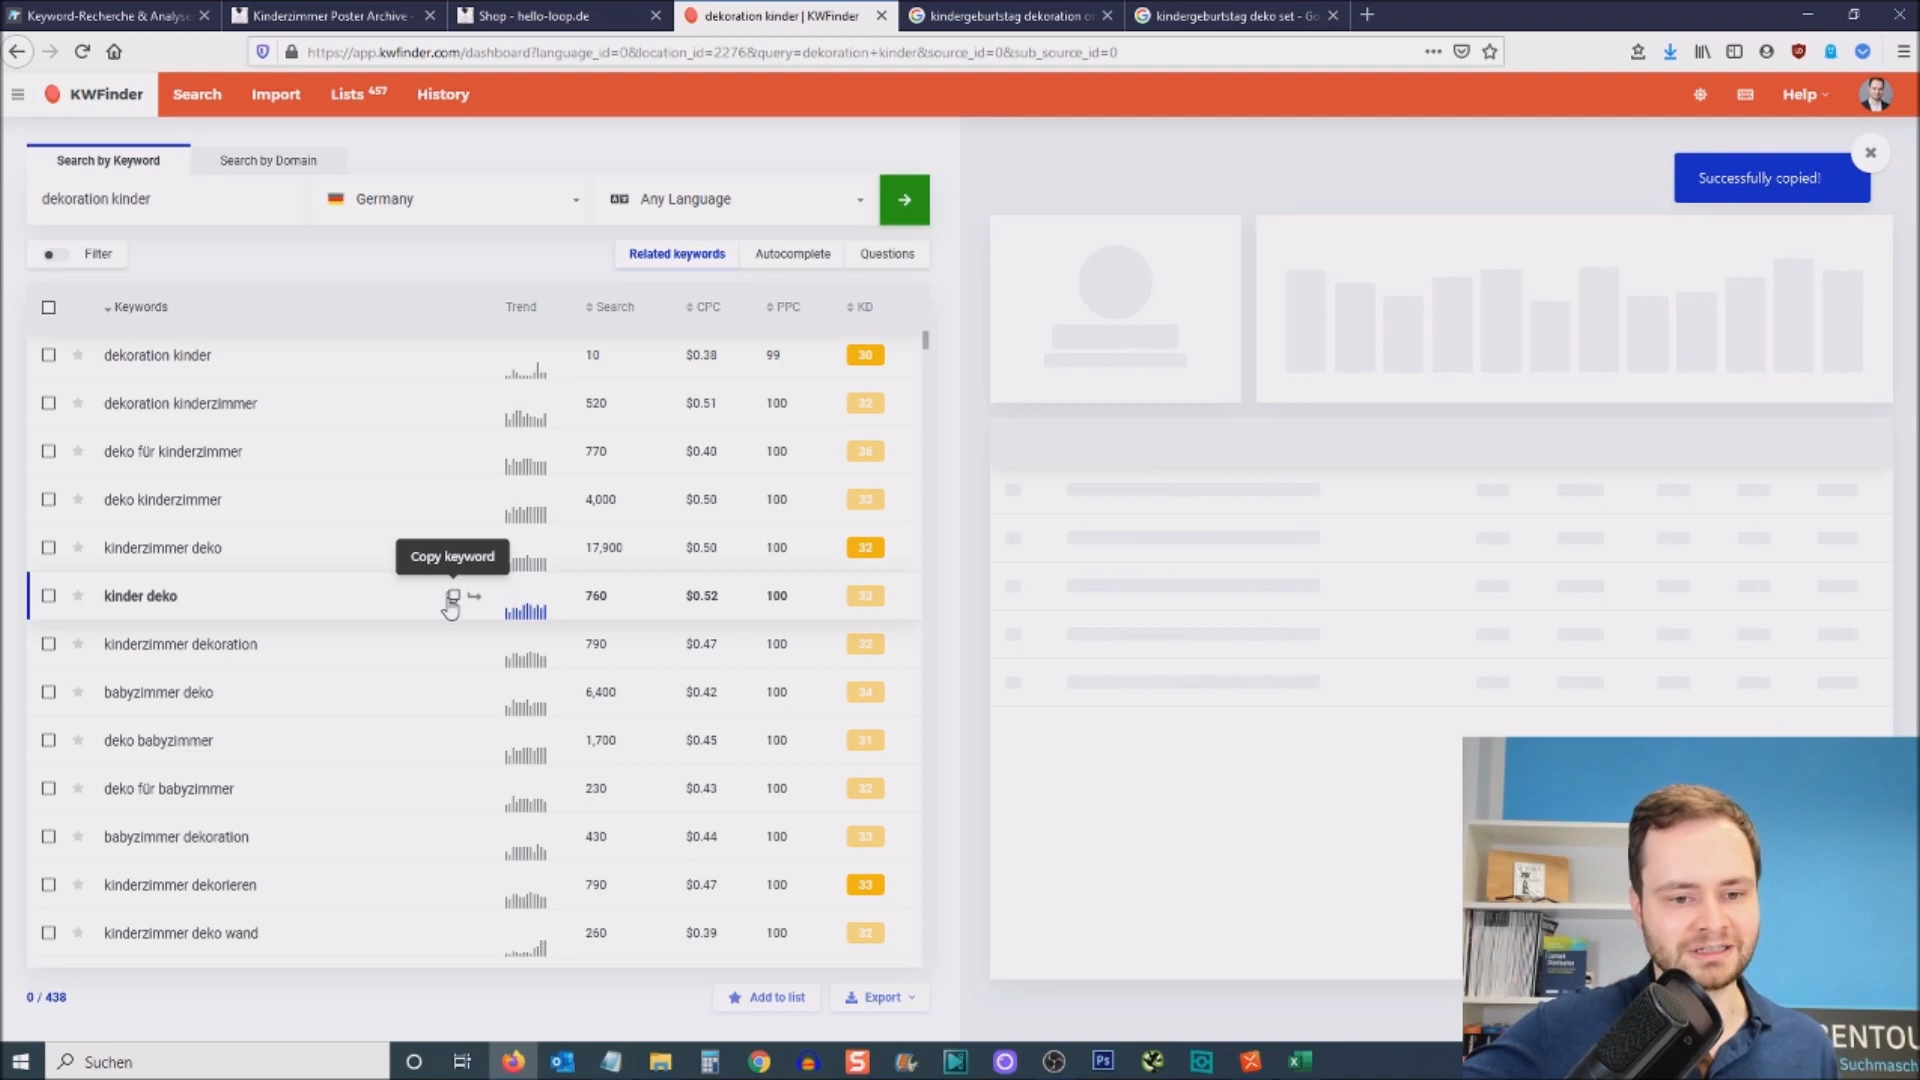 Keyword-Recherche & Analyse
Kinderzimmer Poster Archive -
Shop - hello-loop.de
dekoration kinder | KWFinder
kindergeburtstag dekoration o
kindergeburtstag deko set - Go
https://app.kwfinder.com/dashboard?language_id=0&location_id=2276&query=dekoration+kinder&source_id=0&sub_source_id=0
KWFinder
Search
Import
Lists 457
History
Help
Search by Keyword
Search by Domain
Successfully copied!
dekoration kinder
Germany
Any Language
Filter
Related keywords
Autocomplete
Questions
Keywords Trend Search CPC PPC KD
dekoration kinder 10 $0.38 99 30
dekoration kinderzimmer 520 $0.51 100 32
deko für kinderzimmer 770 $0.40 100 36
deko kinderzimmer 4,000 $0.50 100 33
kinderzimmer deko 17,900 $0.50 100 32
Copy keyword
kinder deko 760 $0.52 100 33
kinderzimmer dekoration 790 $0.47 100 32
babyzimmer deko 6,400 $0.42 100 34
deko babyzimmer 1,700 $0.45 100 31
deko für babyzimmer 230 $0.43 100 32
babyzimmer dekoration 430 $0.44 100 33
kinderzimmer dekorieren 790 $0.47 100 33
kinderzimmer deko wand 260 $0.39 100 32
0 / 438
Add to list
Export
ENTOU
Suchmasch
Suchen